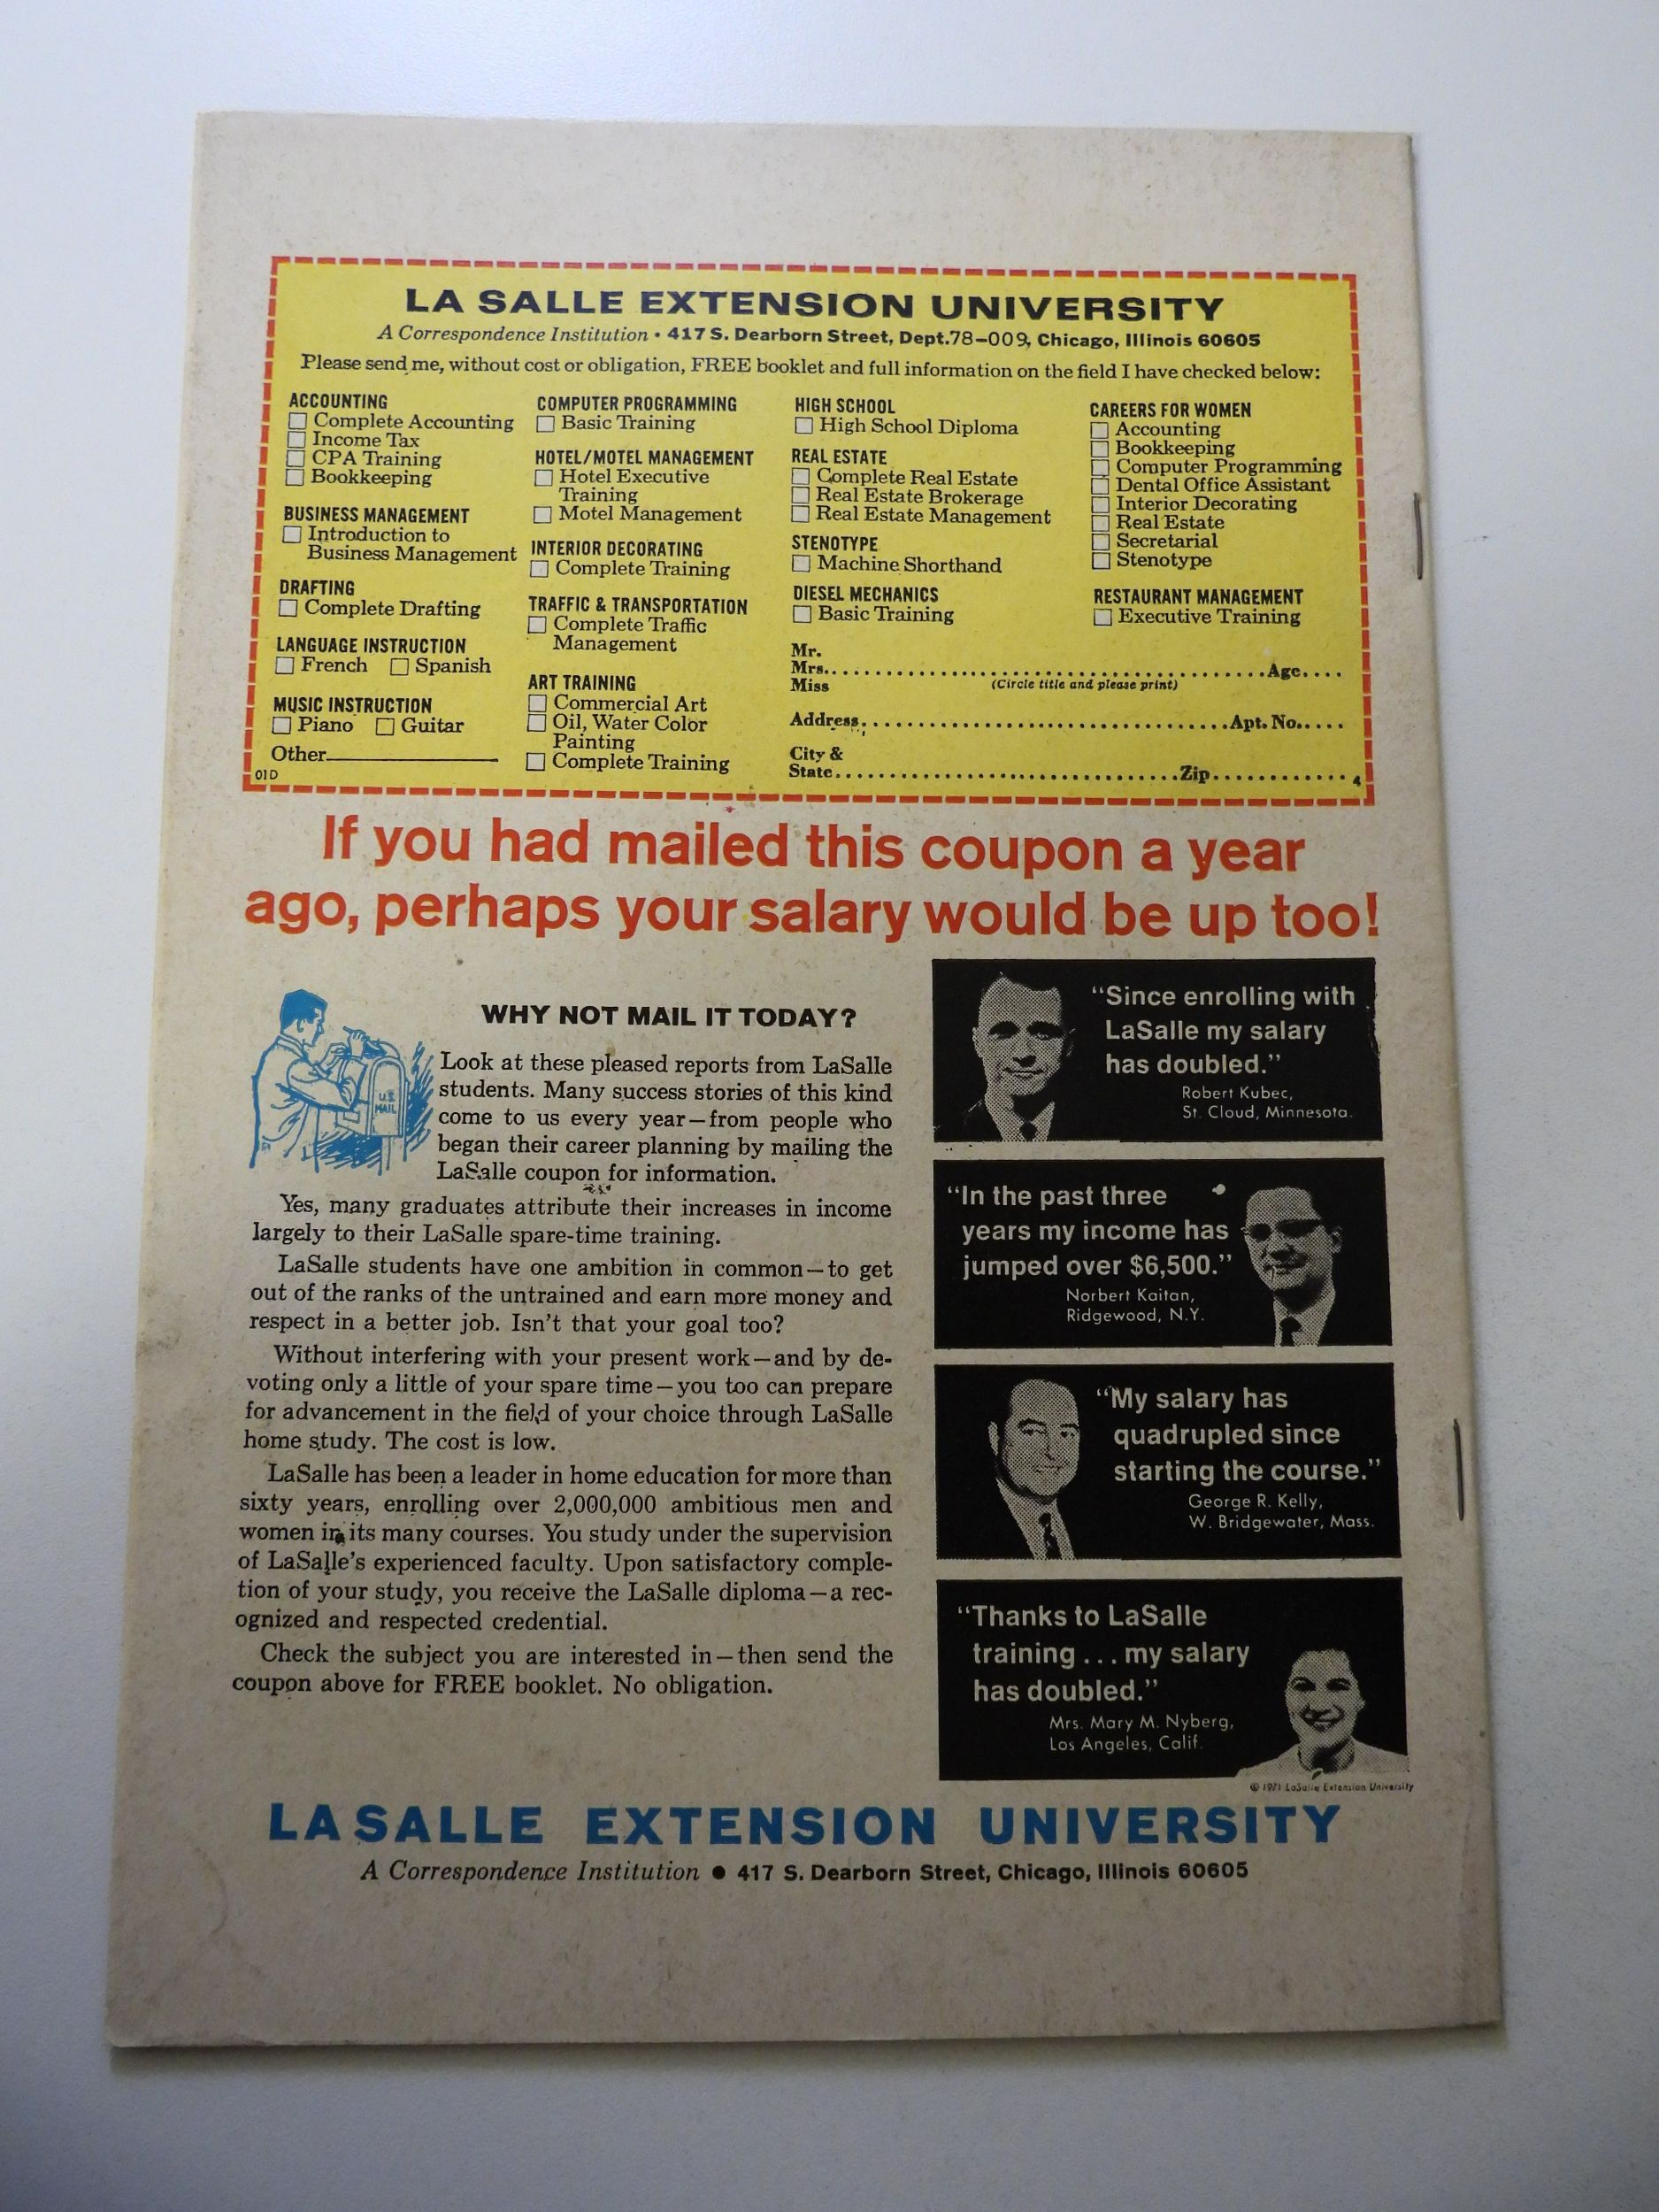 LA SALLE EXTENSION UNIVERSITY
A Correspondence Institution • 417 S. Dearborn Street, Dept. 78-009, Chicago, Illinois 60605
Please send me, without cost or obligation, FREE booklet and full information on the field I have checked below:
ACCOUNTING
Complete Accounting
Income Tax
CPA Training
Bookkeeping
BUSINESS MANAGEMENT
Introduction to
Business Management
DRAFTING
Complete Drafting
LANGUAGE INSTRUCTION
French Spanish
MUSIC INSTRUCTION
Piano Guitar
Other
01D
COMPUTER PROGRAMMING
Basic Training
HOTEL/MOTEL MANAGEMENT
Hotel Executive
Training
Motel Management
INTERIOR DECORATING
Complete Training
TRAFFIC & TRANSPORTATION
Complete Traffic
Management
ART TRAINING
Commercial Art
Oil, Water Color
Painting
Complete Training
HIGH SCHOOL
High School Diploma
REAL ESTATE
Complete Real Estate
Real Estate Brokerage
Real Estate Management
STENOTYPE
Machine Shorthand
DIESEL MECHANICS
Basic Training
CAREERS FOR WOMEN
Accounting
Bookkeeping
Computer Programming
Dental Office Assistant
Interior Decorating
Real Estate
Secretarial
Stenotype
RESTAURANT MANAGEMENT
Executive Training
Mr.
Mrs. Age
Miss (Circle title and please print)
Address Apt. No.
City &
State Zip 4
If you had mailed this coupon a year
ago, perhaps your salary would be up too!
WHY NOT MAIL IT TODAY?
U.S.
MAIL
Look at these pleased reports from LaSalle
students. Many success stories of this kind
come to us every year—from people who
began their career planning by mailing the
LaSalle coupon for information.
Yes, many graduates attribute their increases in income
largely to their LaSalle spare-time training.
LaSalle students have one ambition in common—to get
out of the ranks of the untrained and earn more money and
respect in a better job. Isn't that your goal too?
Without interfering with your present work—and by de-
voting only a little of your spare time—you too can prepare
for advancement in the field of your choice through LaSalle
home study. The cost is low.
LaSalle has been a leader in home education for more than
sixty years, enrolling over 2,000,000 ambitious men and
women in its many courses. You study under the supervision
of LaSalle's experienced faculty. Upon satisfactory comple-
tion of your study, you receive the LaSalle diploma—a rec-
ognized and respected credential.
Check the subject you are interested in—then send the
coupon above for FREE booklet. No obligation.
"Since enrolling with
LaSalle my salary
has doubled."
Robert Kubec,
St. Cloud, Minnesota.
"In the past three
years my income has
jumped over $6,500."
Norbert Kaitan,
Ridgewood, N.Y.
"My salary has
quadrupled since
starting the course."
George R. Kelly,
W. Bridgewater, Mass.
"Thanks to LaSalle
training . . . my salary
has doubled."
Mrs. Mary M. Nyberg,
Los Angeles, Calif.
© 1971 LaSalle Extension University
LASALLE EXTENSION UNIVERSITY
A Correspondence Institution ● 417 S. Dearborn Street, Chicago, Illinois 60605